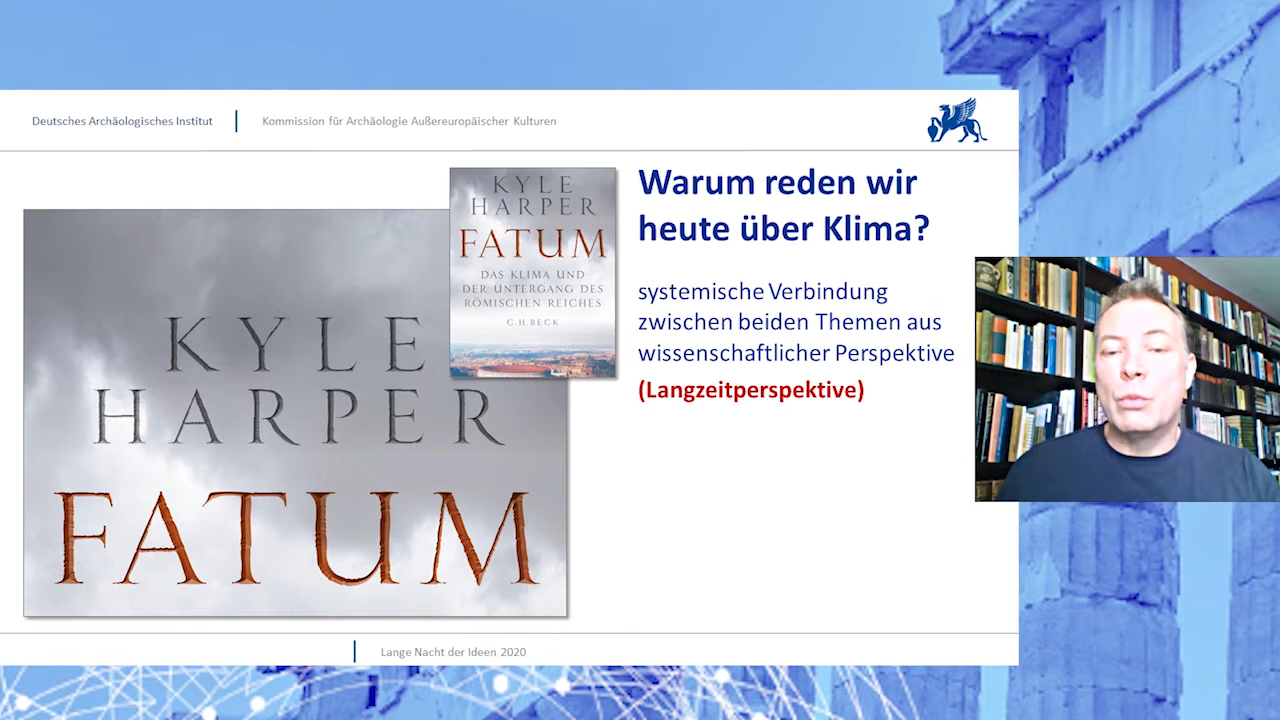 Deutsches Archäologisches Institut
Kommission für Archäologie Außereuropäischer Kulturen
KYLE
HARPER
FATUM
KYLE
HARPER
FATUM
DAS KLIMA UND
DER UNTERGANG DES
RÖMISCHEN REICHES
C.H.BECK
Warum reden wir
heute über Klima?
systemische Verbindung
zwischen beiden Themen aus
wissenschaftlicher Perspektive
(Langzeitperspektive)
Lange Nacht der Ideen 2020